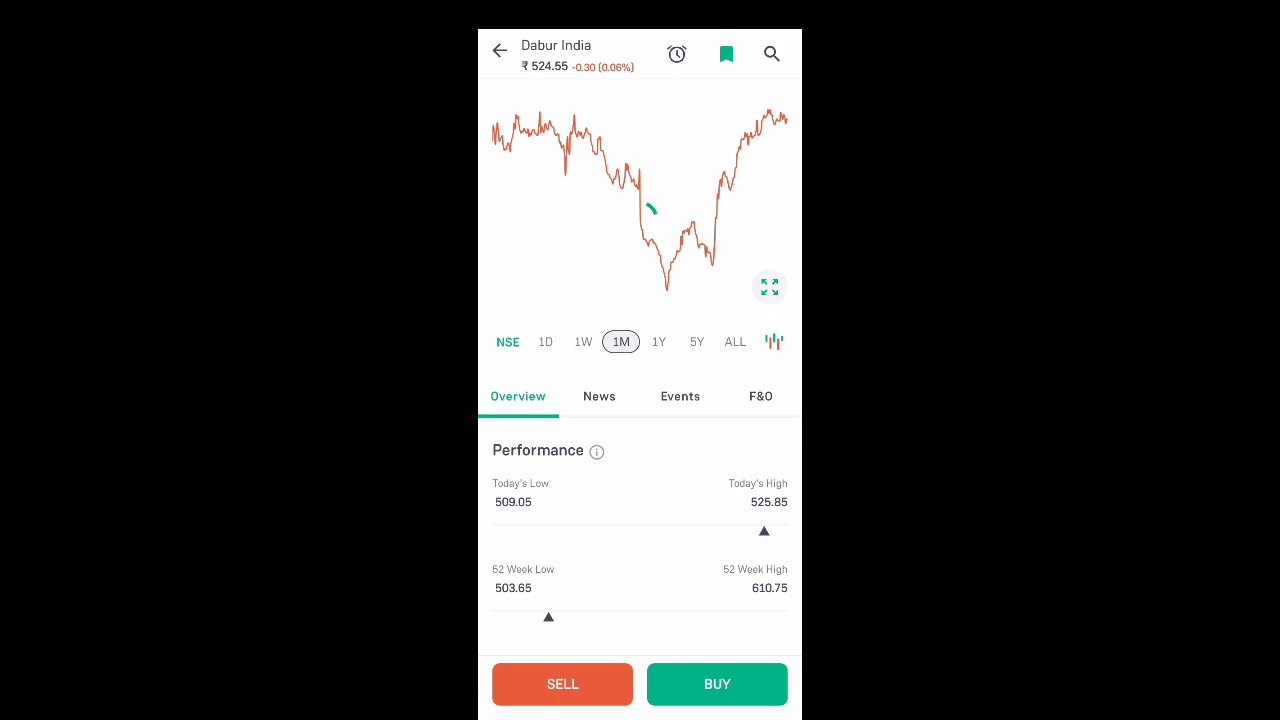 Dabur India
₹ 524.55 -0.30 (0.06%)
NSE 1D 1W 1M 1Y 5Y ALL
Overview News Events F&O
Performance
Today's Low Today's High
509.05 525.85
52 Week Low 52 Week High
503.65 610.75
SELL BUY